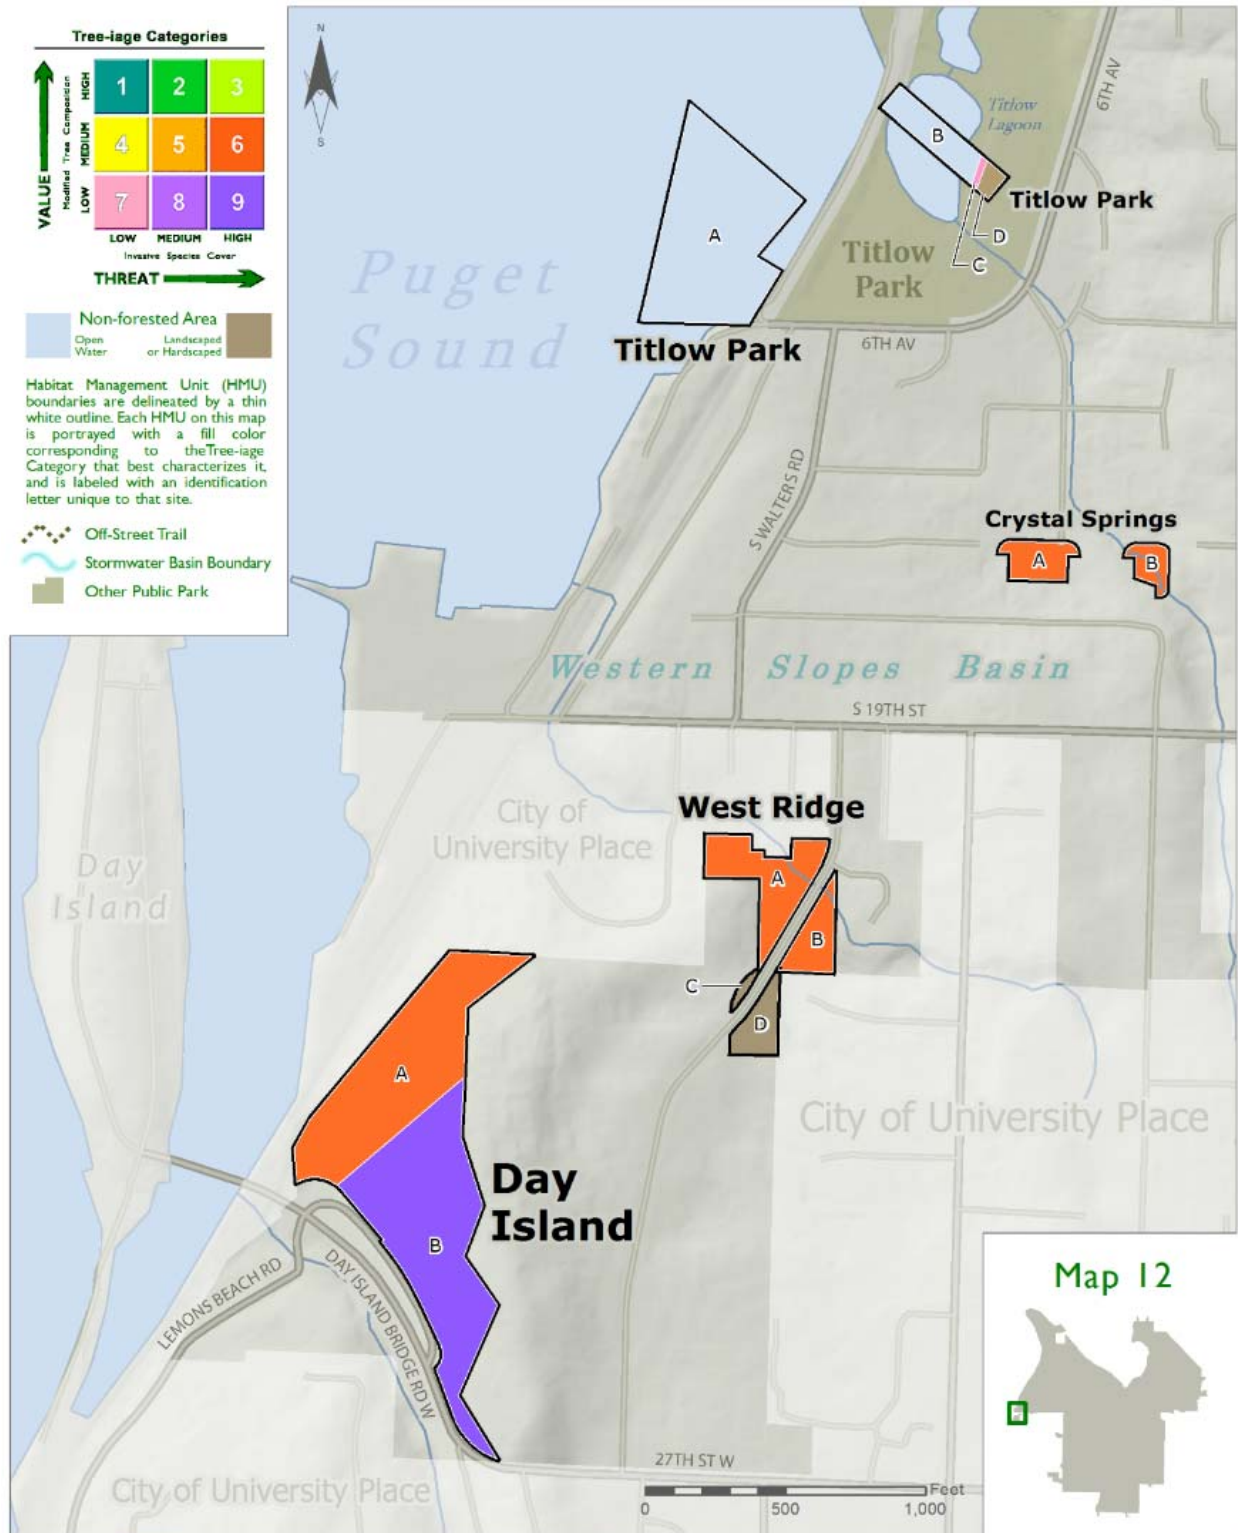 Tree-iage Categories
VALUE
Modified Tree Composition
HIGH
MEDIUM
LOW
1 2 3
4 5 6
7 8 9
LOW MEDIUM HIGH
Invasive Species Cover
THREAT
Non-forested Area
Open Water
Landscaped or Hardscaped
Habitat Management Unit (HMU)
boundaries are delineated by a thin
white outline. Each HMU on this map
is portrayed with a fill color
corresponding to theTree-iage
Category that best characterizes it,
and is labeled with an identification
letter unique to that site.
Off-Street Trail
Stormwater Basin Boundary
Other Public Park
N
S
Puget
Sound
A
Titlow Park
B
Titlow
Lagoon
6TH AV
Titlow Park
D
C
Titlow
Park
6TH AV
S WALTERS RD
Crystal Springs
A
B
Western Slopes Basin
S 19TH ST
City of
University Place
West Ridge
A
B
C
D
Day
Island
A
B
Day
Island
City of University Place
LEMONS BEACH RD
DAY ISLAND BRIDGE RD W
27TH ST W
City of University Place
Feet
0 500 1,000
Map 12